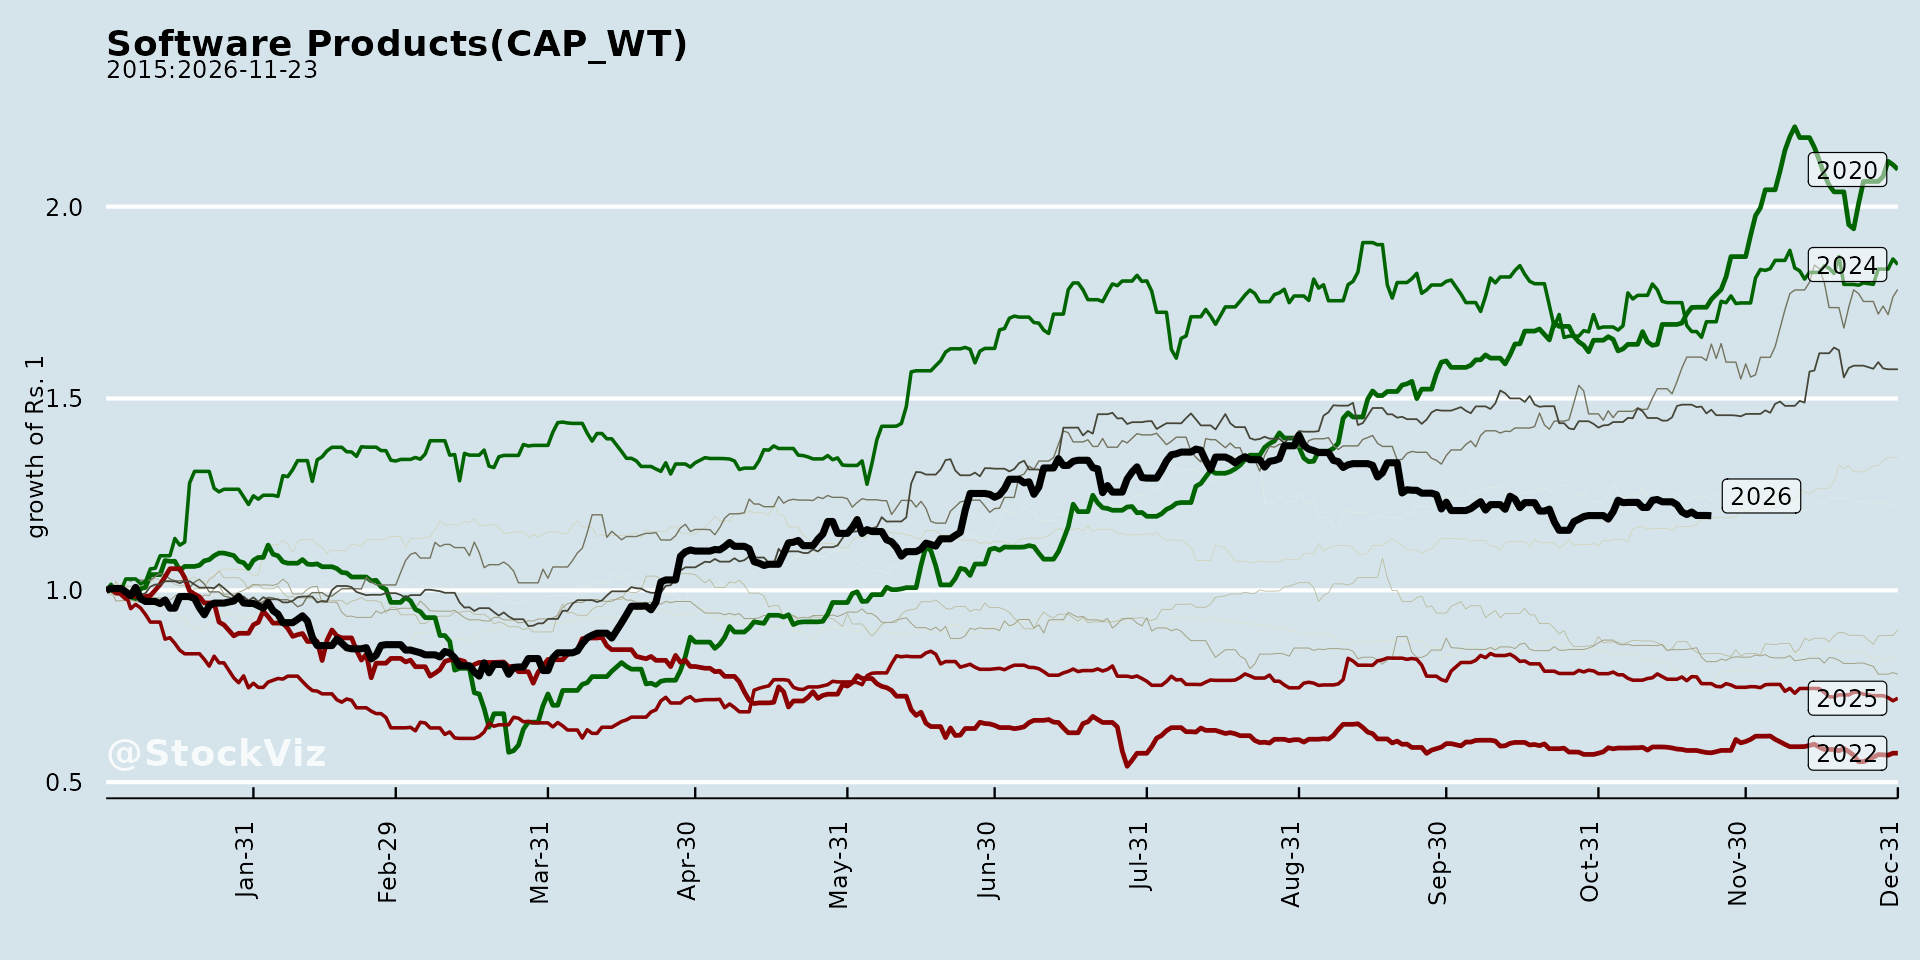 Software Products(CAP_WT)
2015:2026-11-23
growth of Rs. 1
2.0
1.5
1.0
0.5
2020
2024
2026
2025
2022
@StockViz
Jan-31
Feb-29
Mar-31
Apr-30
May-31
Jun-30
Jul-31
Aug-31
Sep-30
Oct-31
Nov-30
Dec-31